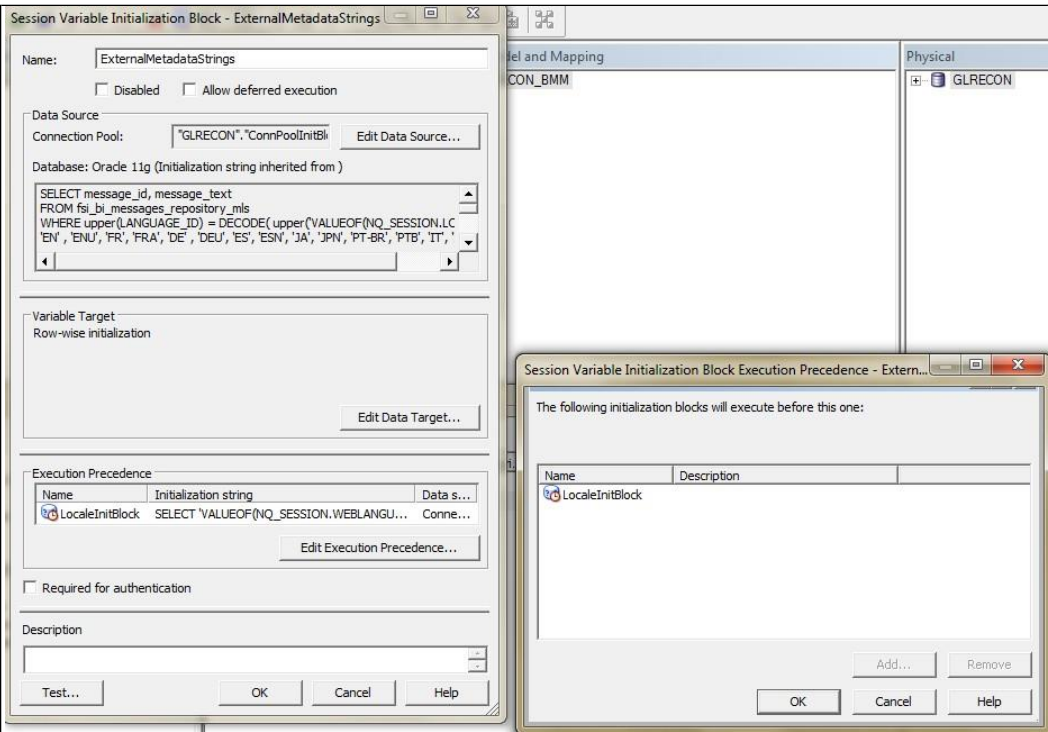 Session Variable Initialization Block - ExternalMetadataStrings
Name: ExternalMetadataStrings
Disabled Allow deferred execution
Data Source
Connection Pool: "GLRECON"."ConnPoolInitBl Edit Data Source...
Database: Oracle 11g (Initialization string inherited from )
SELECT message_id, message_text
FROM fsi_bi_messages_repository_mls
WHERE upper(LANGUAGE_ID) = DECODE( upper('VALUEOF(NQ_SESSION.LC
'EN' , 'ENU', 'FR', 'FRA', 'DE' , 'DEU', 'ES', 'ESN', 'JA', 'JPN', 'PT-BR', 'PTB', 'IT', '
Variable Target
Row-wise initialization
Edit Data Target...
Execution Precedence
Name Initialization string Data s...
LocaleInitBlock SELECT 'VALUEOF(NQ_SESSION.WEBLANGU... Conne...
Edit Execution Precedence...
Required for authentication
Description
Test... OK Cancel Help
del and Mapping
CON_BMM
Physical
GLRECON
Session Variable Initialization Block Execution Precedence - Extern...
The following initialization blocks will execute before this one:
Name Description
LocaleInitBlock
Add... Remove
OK Cancel Help